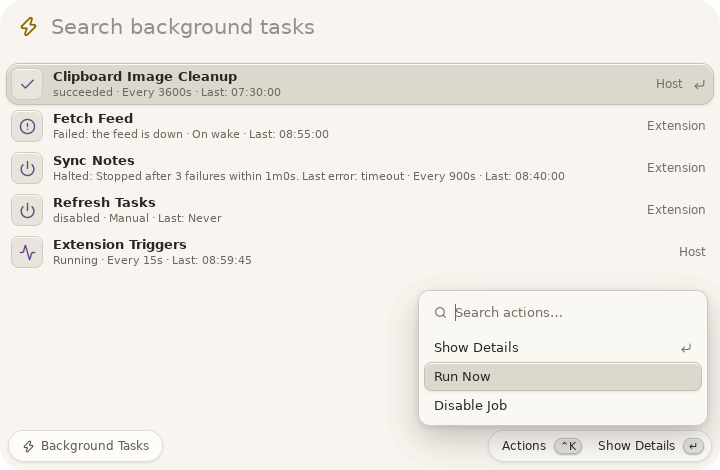 Search background tasks
Clipboard Image Cleanup
succeeded · Every 3600s · Last: 07:30:00
Host
Fetch Feed
Failed: the feed is down · On wake · Last: 08:55:00
Extension
Sync Notes
Halted: Stopped after 3 failures within 1m0s. Last error: timeout · Every 900s · Last: 08:40:00
Extension
Refresh Tasks
disabled · Manual · Last: Never
Extension
Extension Triggers
Running · Every 15s · Last: 08:59:45
Host
Search actions...
Show Details
Run Now
Disable Job
Background Tasks
Actions ^K Show Details ↵